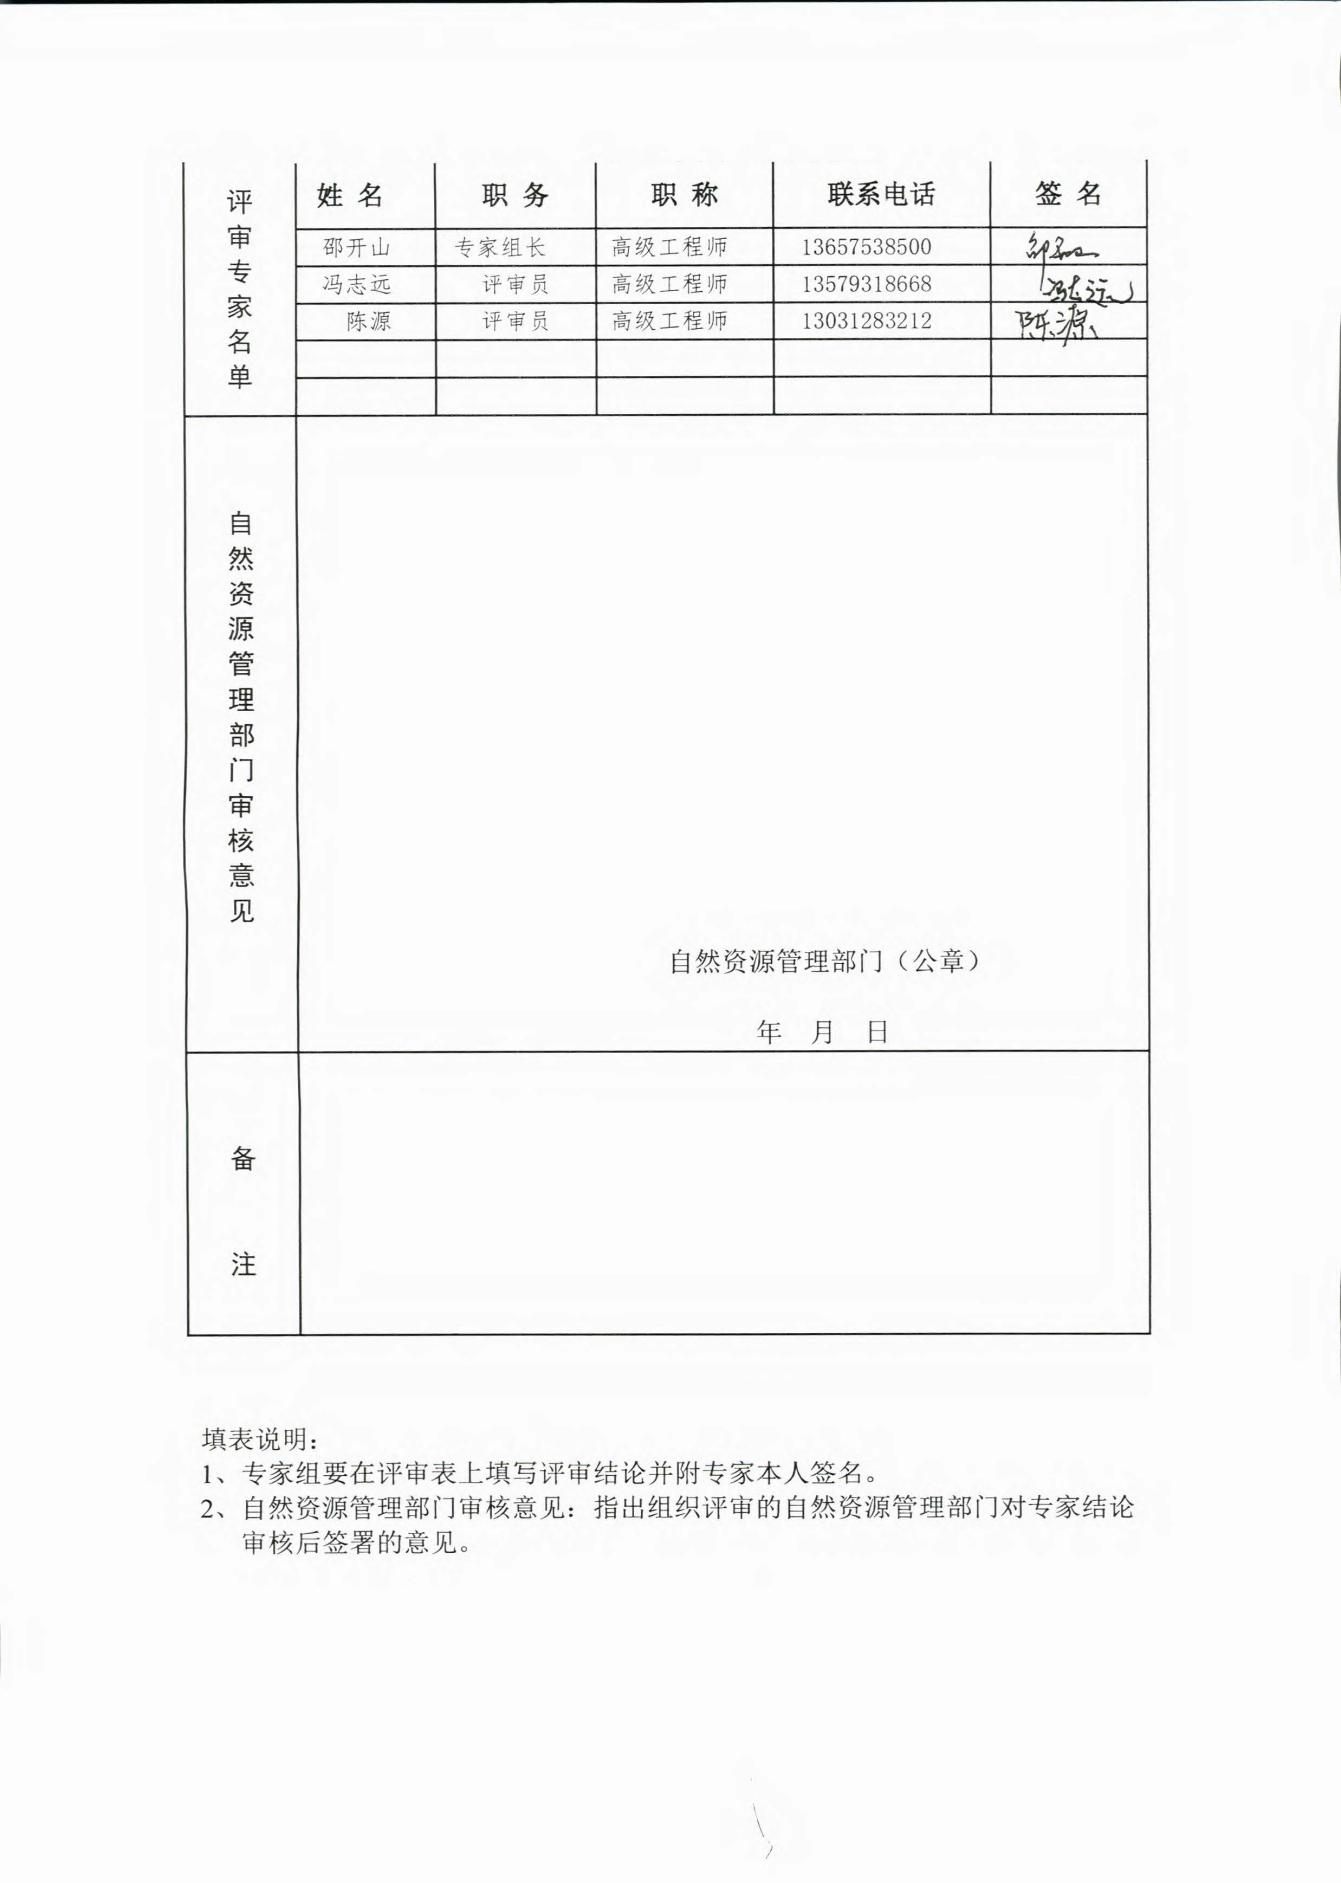 评审专家名单
姓 名 职 务 职 称 联系电话 签 名
邵开山 专家组长 高级工程师 13657538500
冯志远 评审员 高级工程师 13579318668 冯志远
陈源 评审员 高级工程师 13031283212 陈源
自然资源管理部门审核意见
自然资源管理部门（公章）
年 月 日
备注
填表说明：
1、专家组要在评审表上填写评审结论并附专家本人签名。
2、自然资源管理部门审核意见：指出组织评审的自然资源管理部门对专家结论
审核后签署的意见。